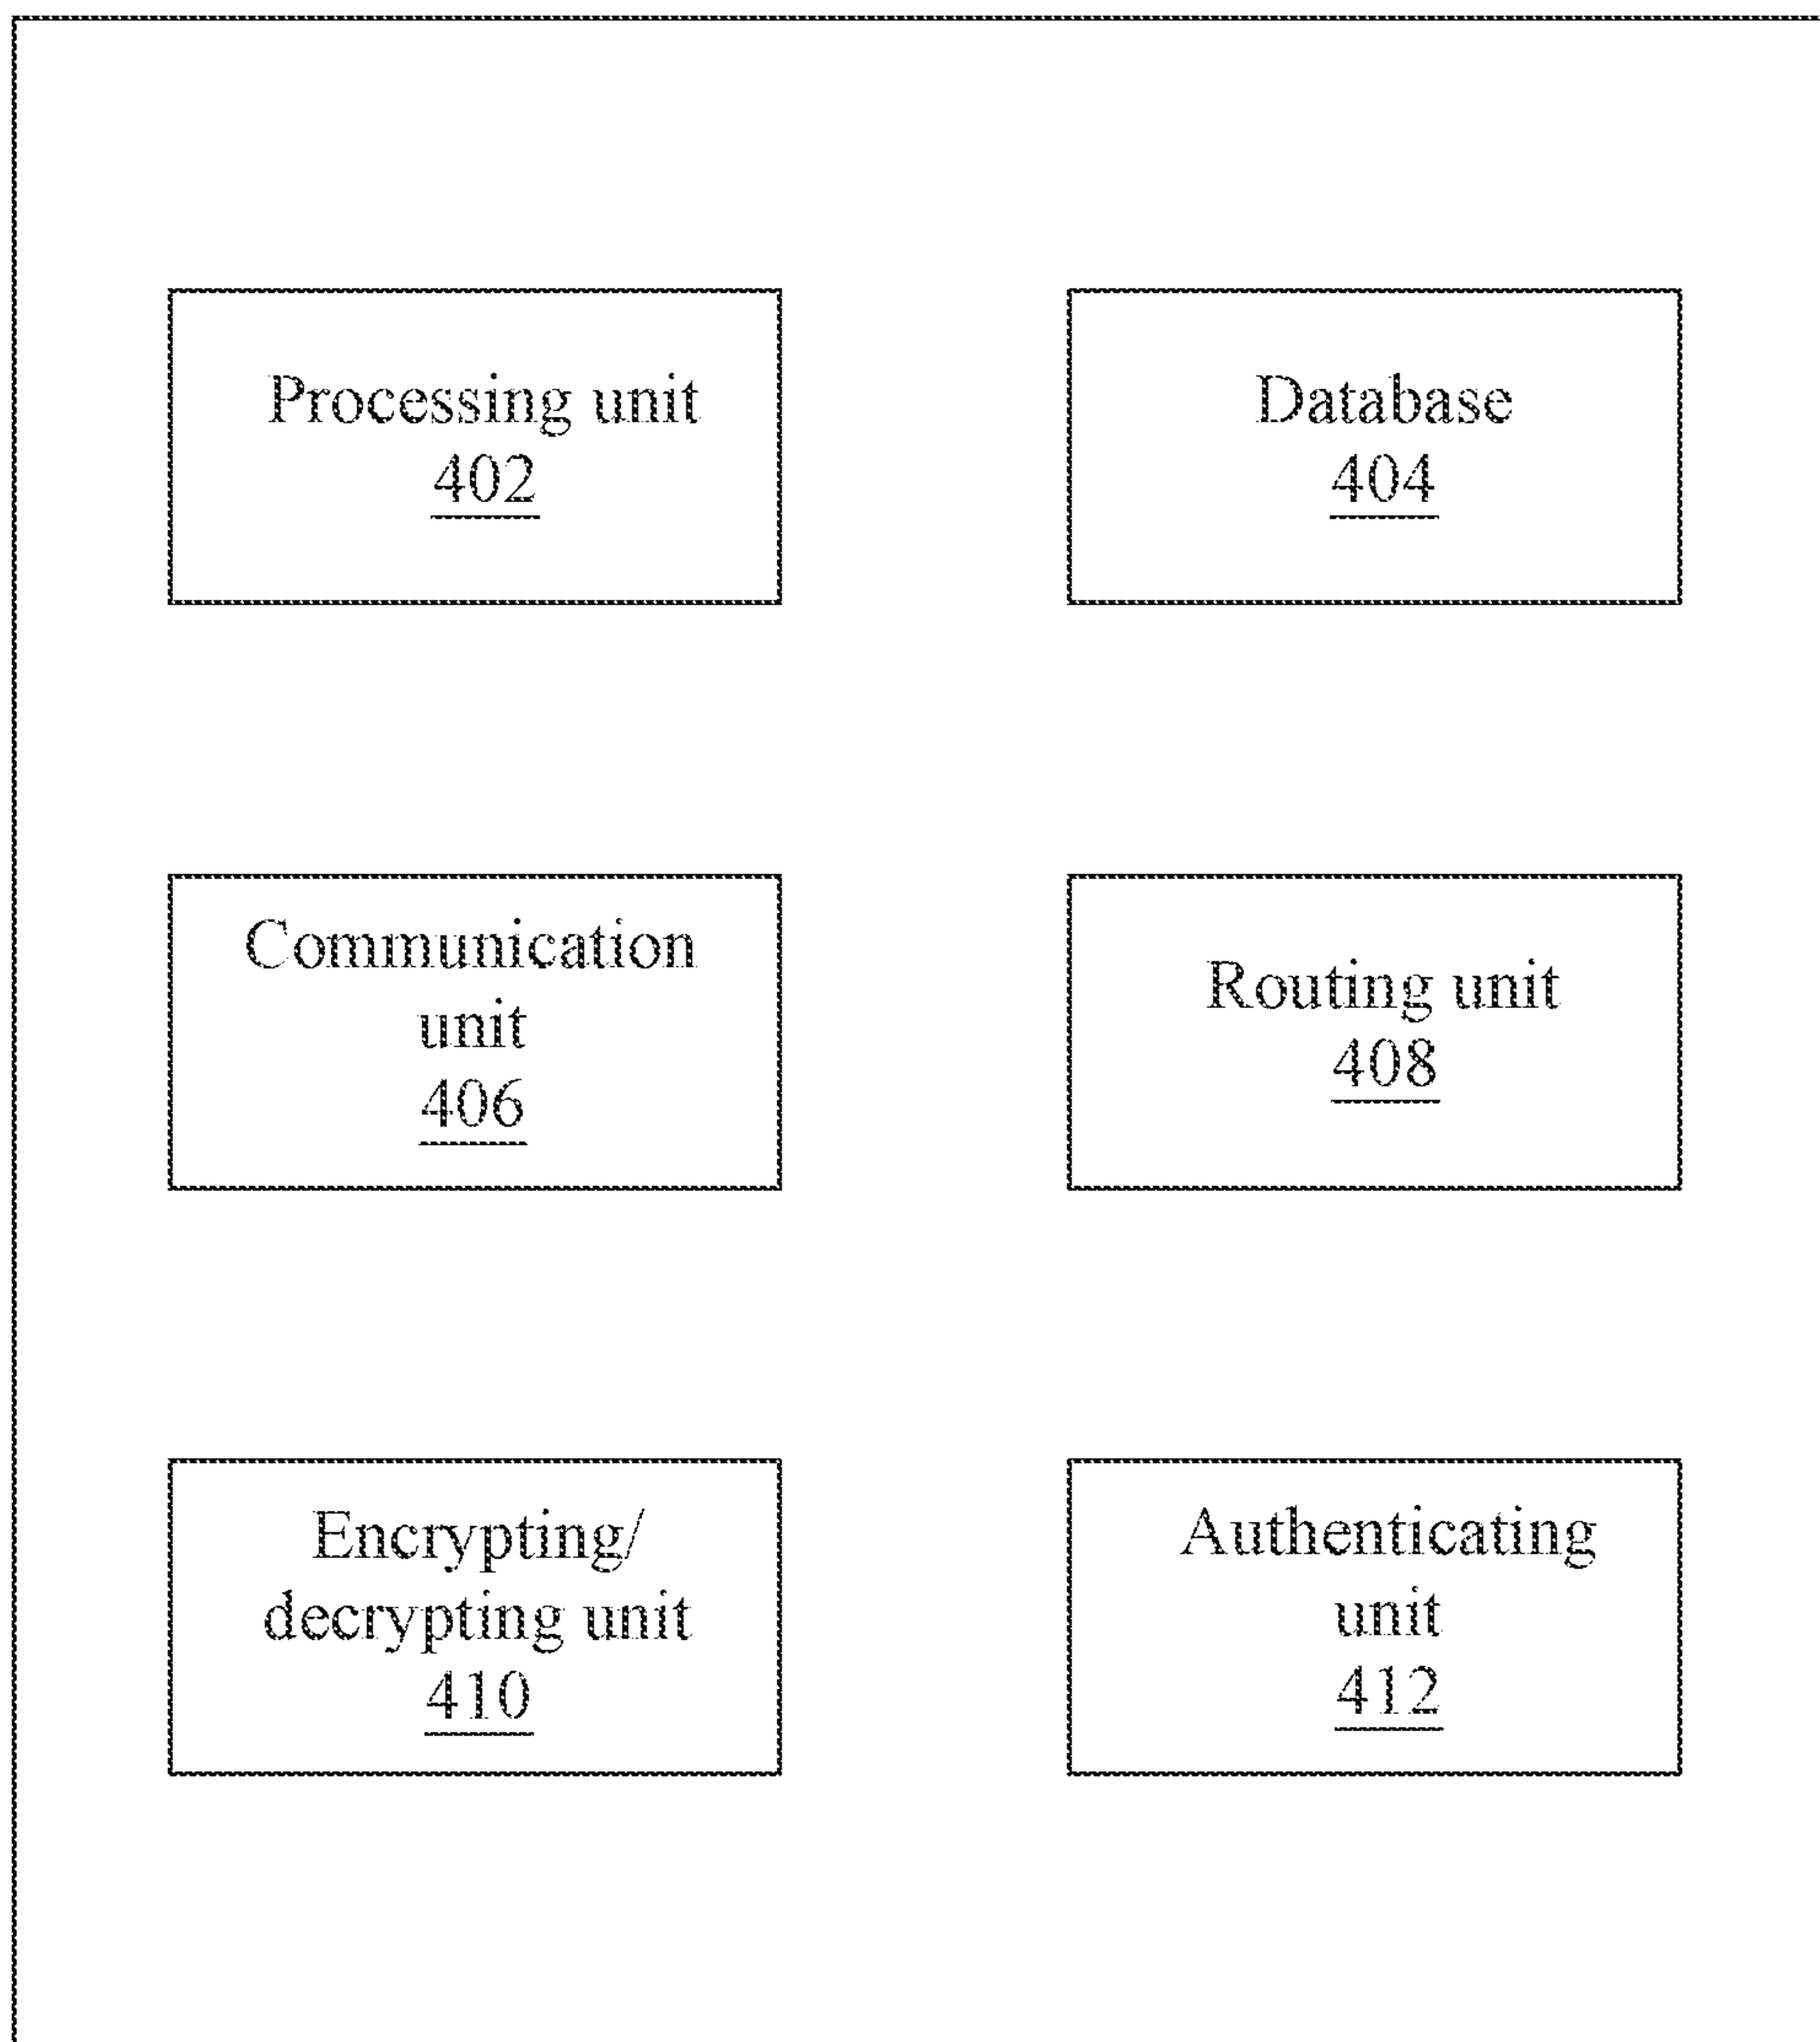 Processing unit
402
Database
404
Communication
unit
406
Routing unit
408
Encrypting/
decrypting unit
410
Authenticating
unit
412